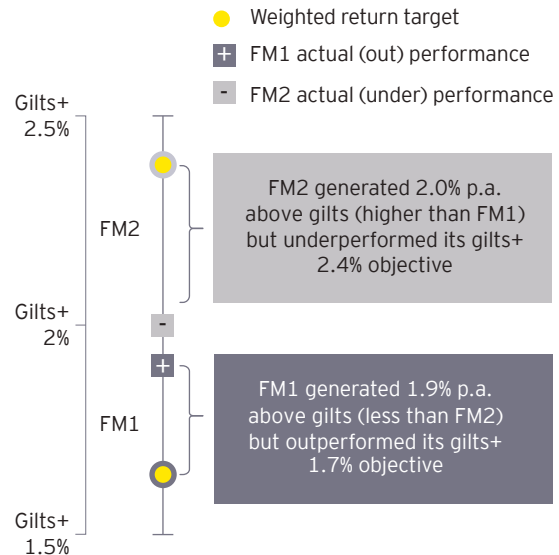 Weighted return target
+ FM1 actual (out) performance
- FM2 actual (under) performance
Gilts+
2.5%
FM2
FM2 generated 2.0% p.a.
above gilts (higher than FM1)
but underperformed its gilts+
2.4% objective
Gilts+
2%
-
+
FM1
FM1 generated 1.9% p.a.
above gilts (less than FM2)
but outperformed its gilts+
1.7% objective
Gilts+
1.5%